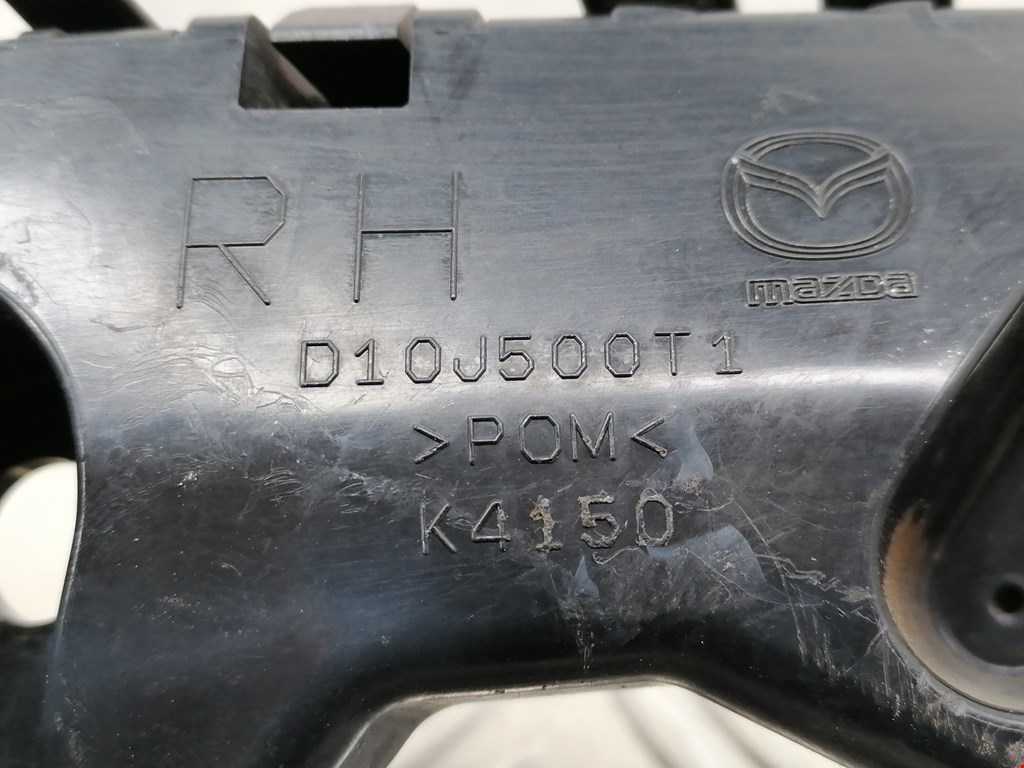 RH
mazda
D10J500T1
>POM<
K4150